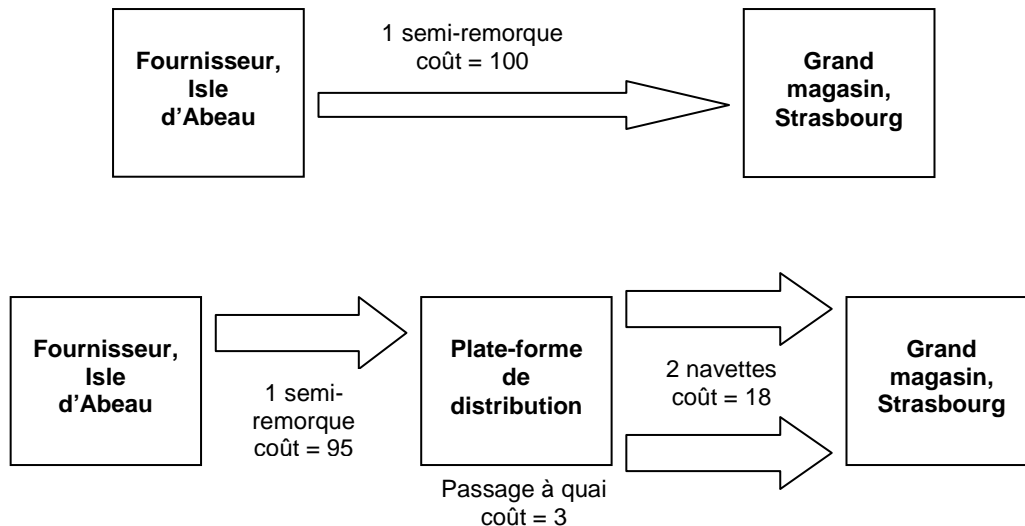 1 semi-remorque
coût = 100
Fournisseur,
Isle
d'Abeau
Grand
magasin,
Strasbourg
Fournisseur,
Isle
d'Abeau
1 semi-
remorque
coût = 95
Plate-forme
de
distribution
Passage à quai
coût = 3
2 navettes
coût = 18
Grand
magasin,
Strasbourg